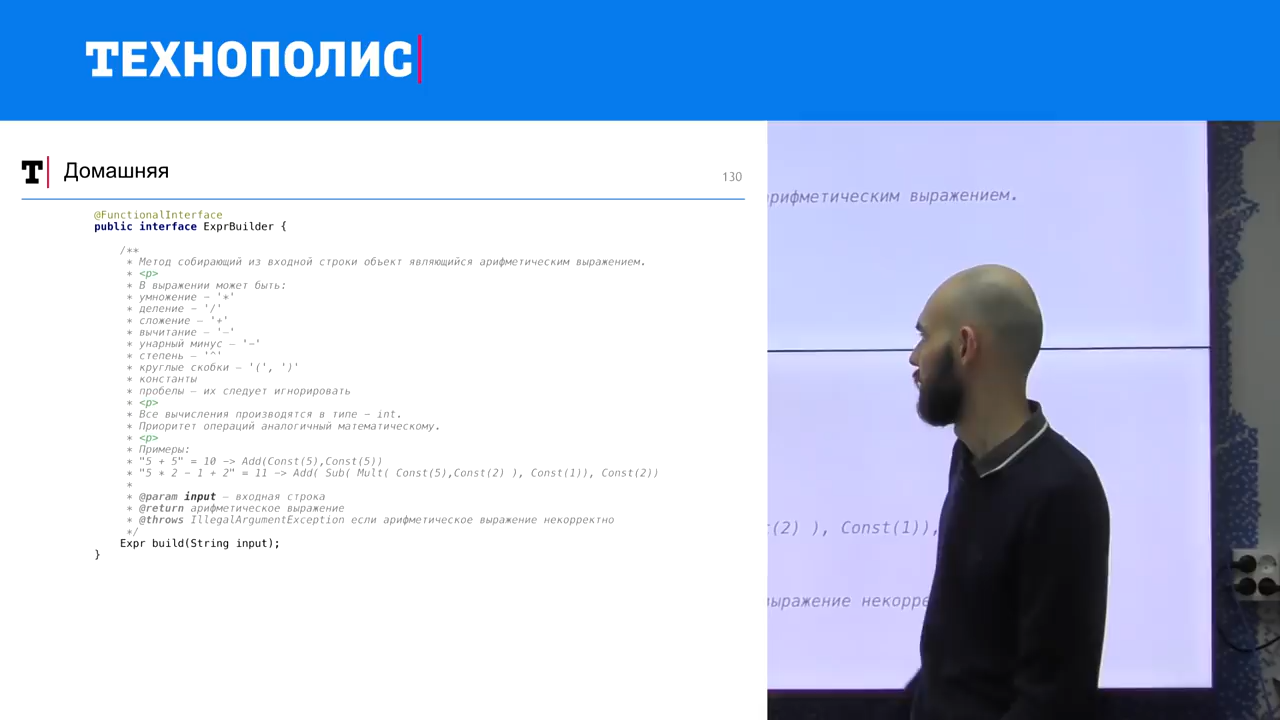 ТЕХНОПОЛИС
Т
Домашняя
130
@FunctionalInterface
public interface ExprBuilder {
/**
* Метод собирающий из входной строки объект являющийся арифметическим выражением.
* <p>
* В выражении может быть:
* умножение - '*'
* деление - '/'
* сложение - '+'
* вычитание - '-'
* унарный минус - '-'
* степень - '^'
* круглые скобки - '(', ')'
* константы
* пробелы - их следует игнорировать
* <p>
* Все вычисления производятся в типе - int.
* Приоритет операций аналогичный математическому.
* <p>
* Примеры:
* "5 + 5" = 10 -> Add(Const(5),Const(5))
* "5 * 2 - 1 + 2" = 11 -> Add( Sub( Mult( Const(5),Const(2) ), Const(1)), Const(2))
*
* @param input - входная строка
* @return арифметическое выражение
* @throws IllegalArgumentException если арифметическое выражение некорректно
*/
Expr build(String input);
}
арифметическим выражением.
(2) ), Const(1)),
выражение некорре